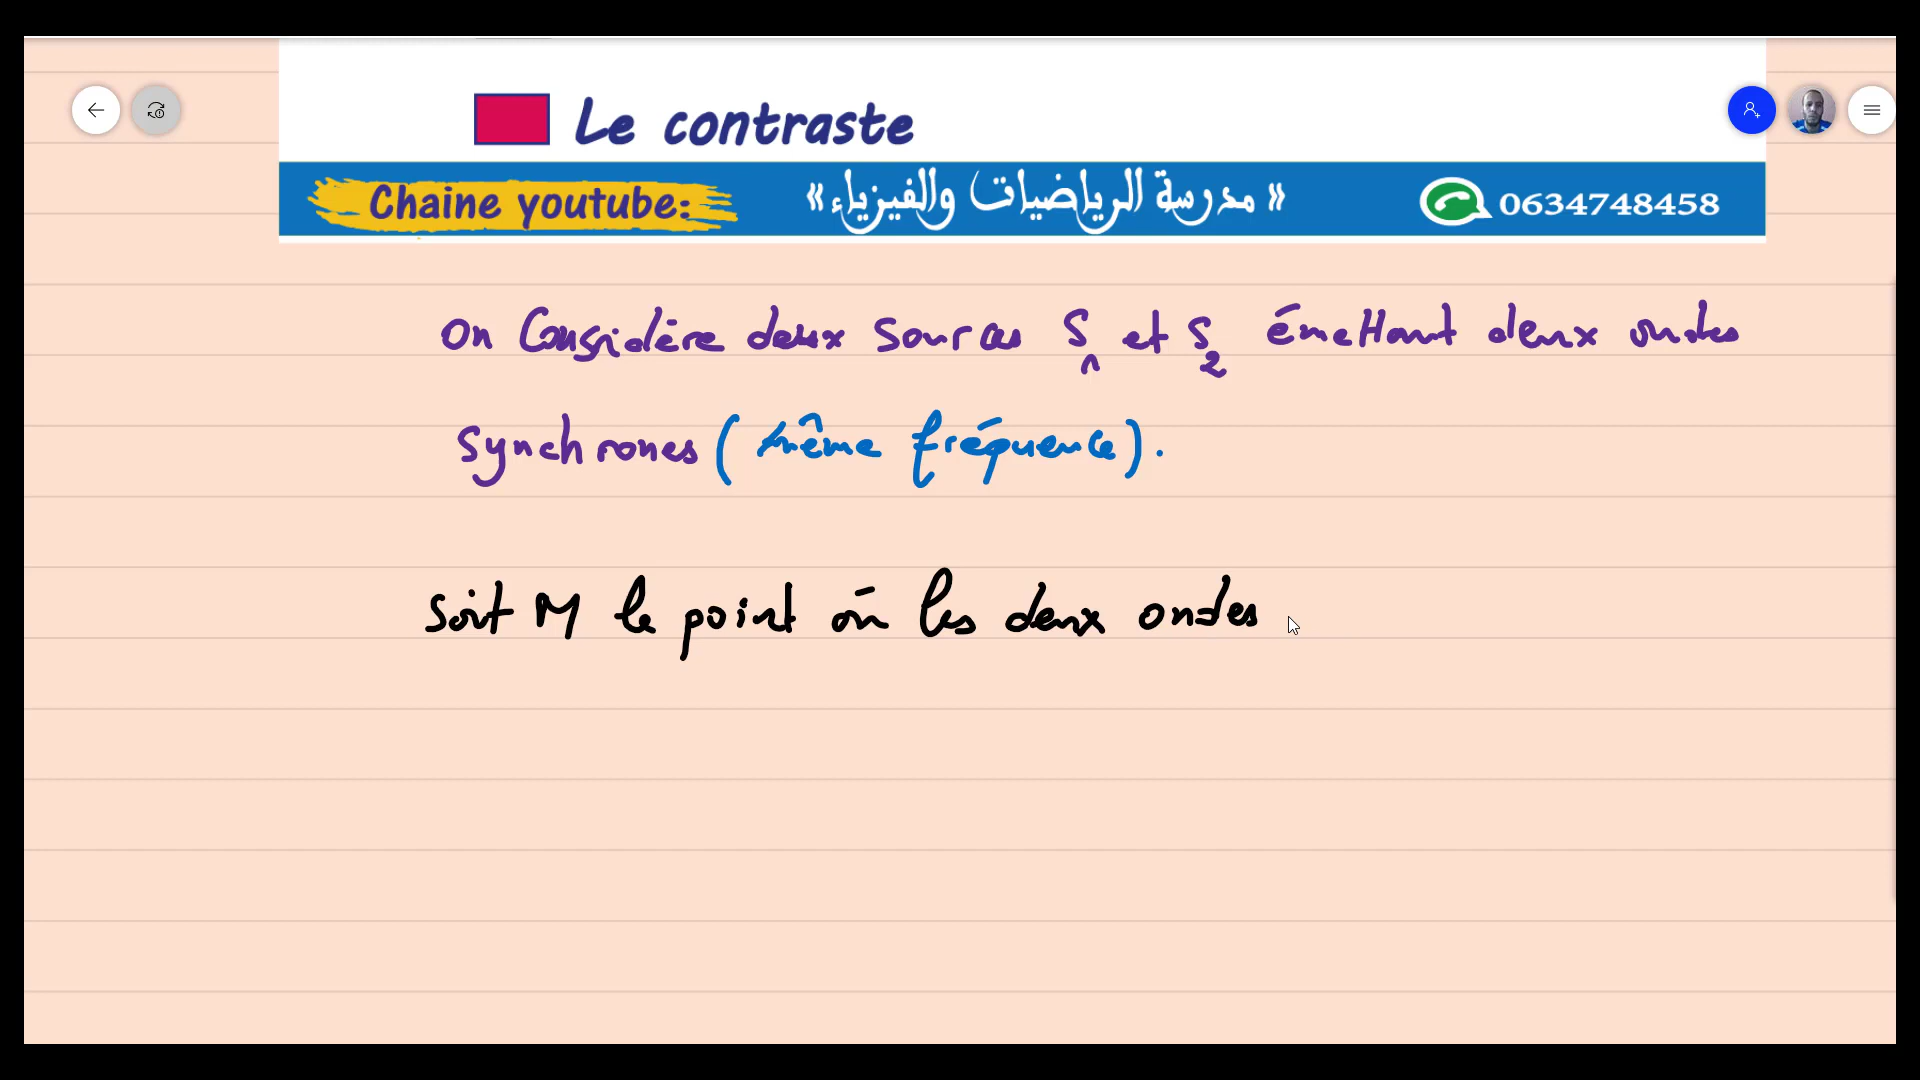 Le contraste
Chaine youtube: « مدرسة الرياضيات والفيزياء » 0634748458
On Considère deux sources S1 et S2 émettant deux ondes
synchrones (même fréquence).
Soit M le point où les deux ondes